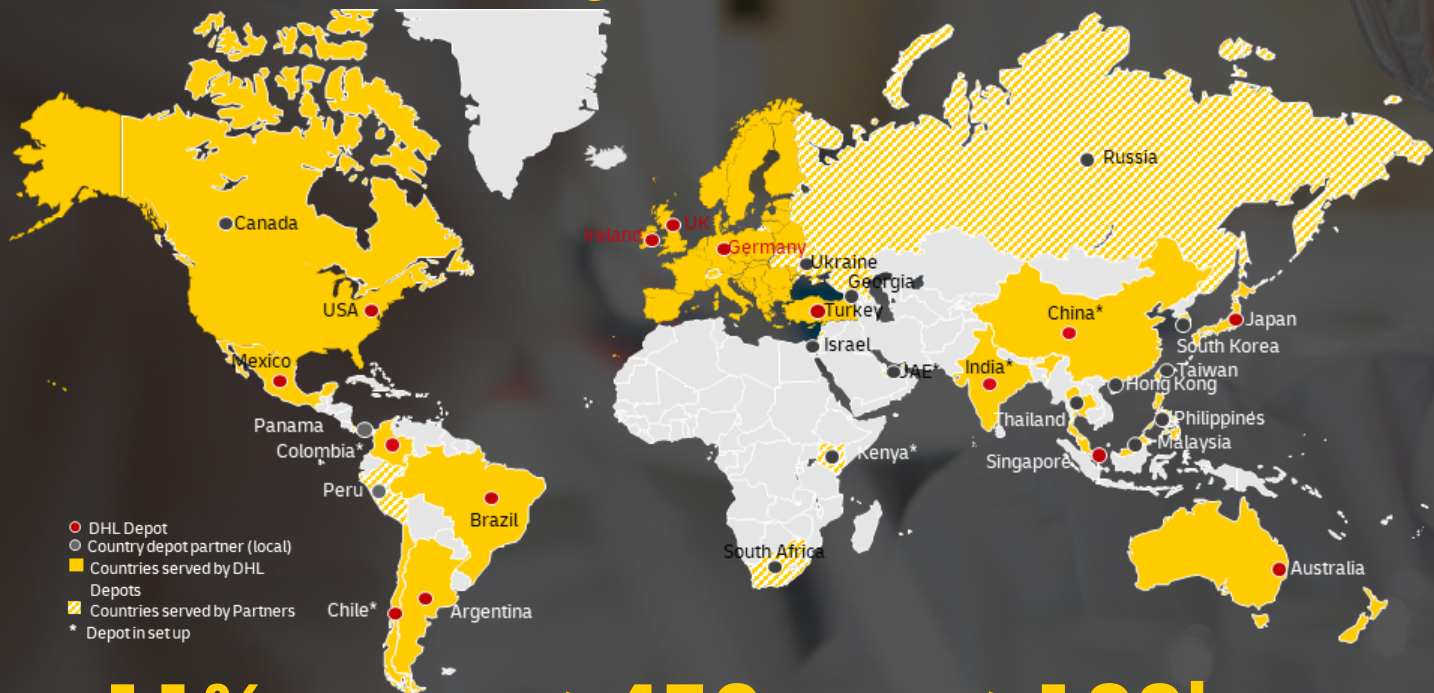 Canada
USA
Mexico
Panama
Colombia*
Peru
Brazil
Chile*
Argentina
Ireland
UK
Germany
Ukraine
Georgia
Turkey
Israel
UAE*
Kenya*
South Africa
Russia
China*
India*
Japan
South Korea
Taiwan
Hong Kong
Thailand
Philippines
Malaysia
Singapore
Australia
DHL Depot
Country depot partner (local)
Countries served by DHL
Depots
Countries served by Partners
* Depot in set up